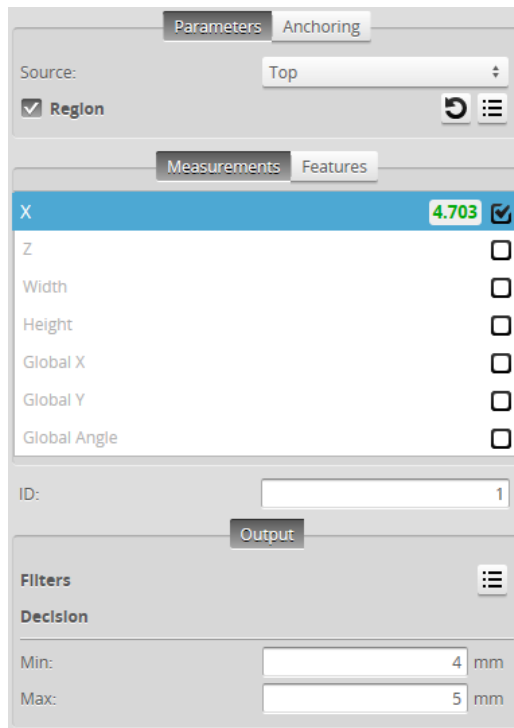 Parameters Anchoring
Source: Top
Region
Measurements Features
X 4.703
Z
Width
Height
Global X
Global Y
Global Angle
ID: 1
Output
Filters
Decision
Min: 4 mm
Max: 5 mm